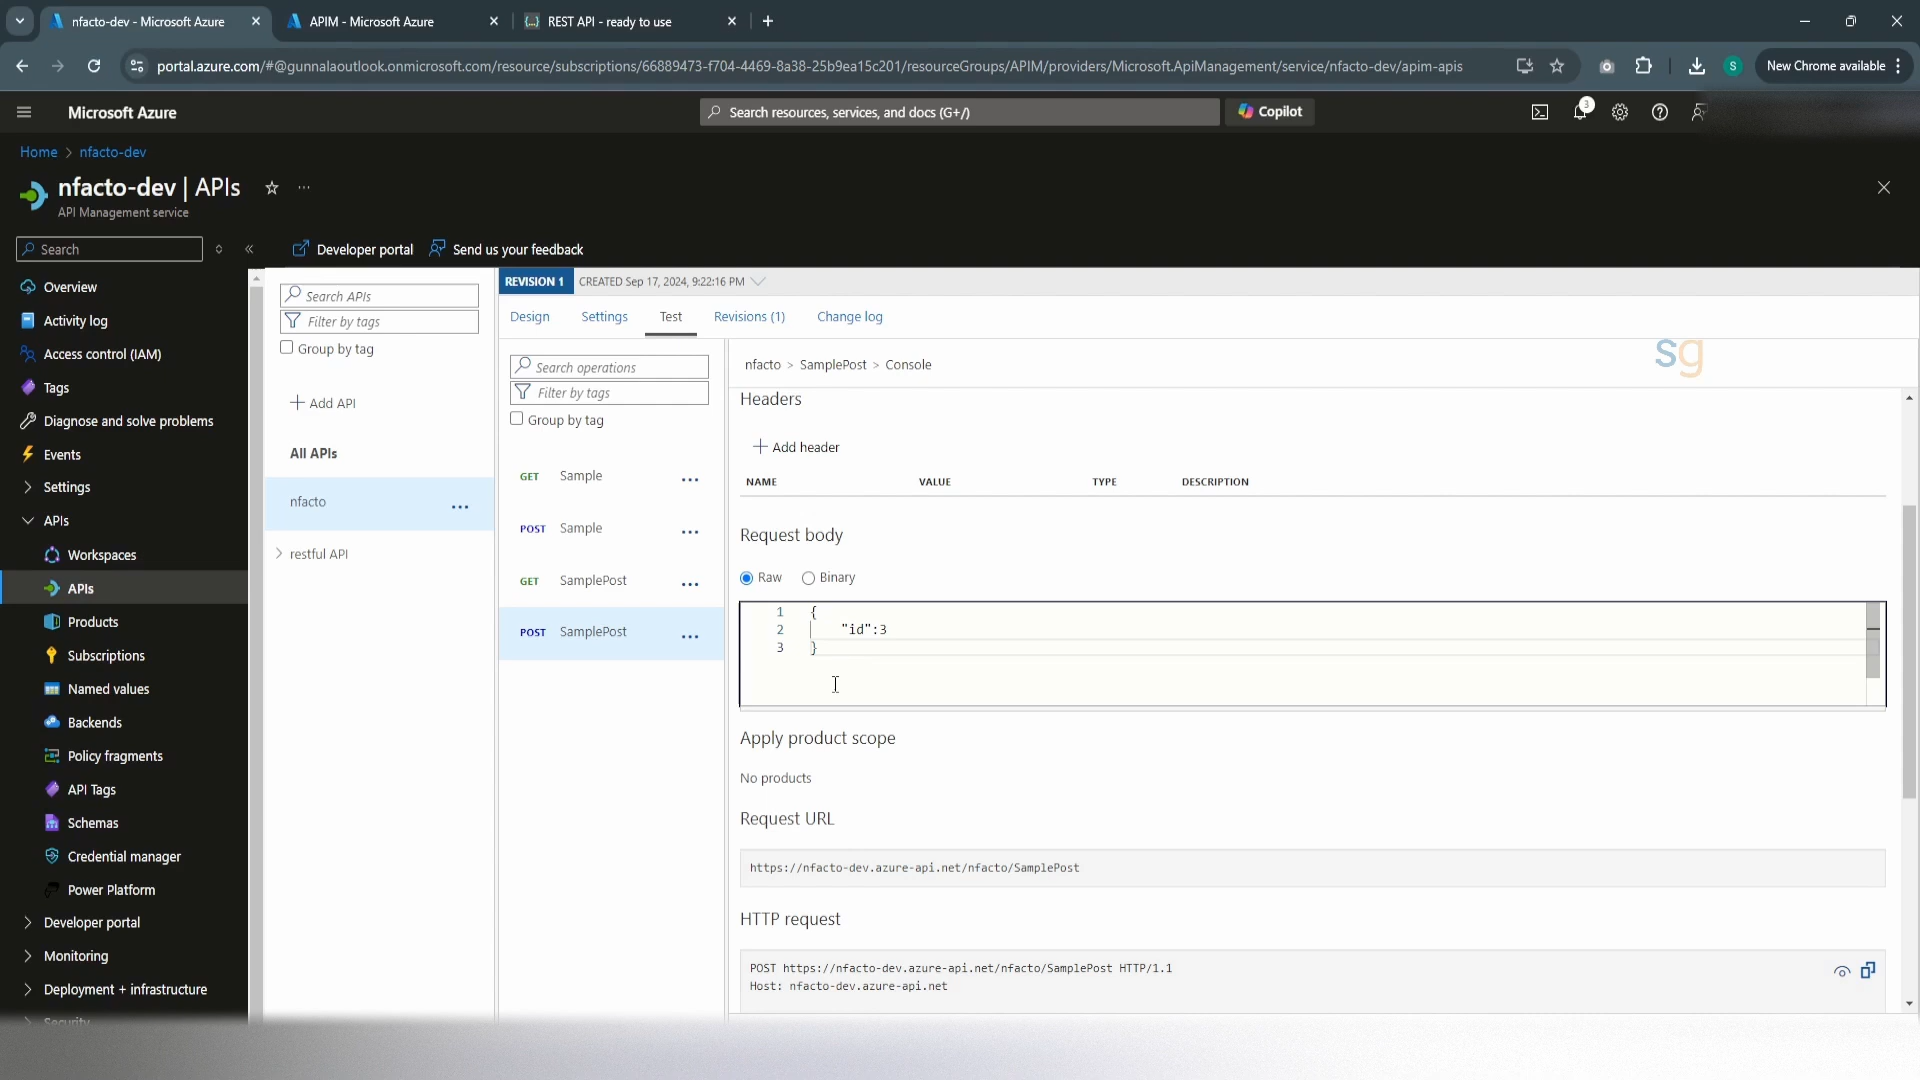 nfacto-dev - Microsoft Azure
APIM - Microsoft Azure
REST API - ready to use
portal.azure.com/#@gunnalaoutlook.onmicrosoft.com/resource/subscriptions/66889473-f704-4469-8a38-25b9ea15c201/resourceGroups/APIM/providers/Microsoft.ApiManagement/service/nfacto-dev/apim-apis
S
New Chrome available
Microsoft Azure
Search resources, services, and docs (G+/)
Copilot
3
Home > nfacto-dev
nfacto-dev | APIs
API Management service
Search
Developer portal
Send us your feedback
Overview
Activity log
Access control (IAM)
Tags
Diagnose and solve problems
Events
Settings
APIs
Workspaces
APIs
Products
Subscriptions
Named values
Backends
Policy fragments
API Tags
Schemas
Credential manager
Power Platform
Developer portal
Monitoring
Deployment + infrastructure
Security
Search APIs
Filter by tags
Group by tag
Add API
All APIs
nfacto
restful API
REVISION 1
CREATED Sep 17, 2024, 9:22:16 PM
Design
Settings
Test
Revisions (1)
Change log
Search operations
Filter by tags
Group by tag
GET Sample
POST Sample
GET SamplePost
POST SamplePost
nfacto > SamplePost > Console
sg
Headers
Add header
NAME VALUE TYPE DESCRIPTION
Request body
Raw
Binary
1 {
2 "id":3
3 }
Apply product scope
No products
Request URL
https://nfacto-dev.azure-api.net/nfacto/SamplePost
HTTP request
POST https://nfacto-dev.azure-api.net/nfacto/SamplePost HTTP/1.1
Host: nfacto-dev.azure-api.net